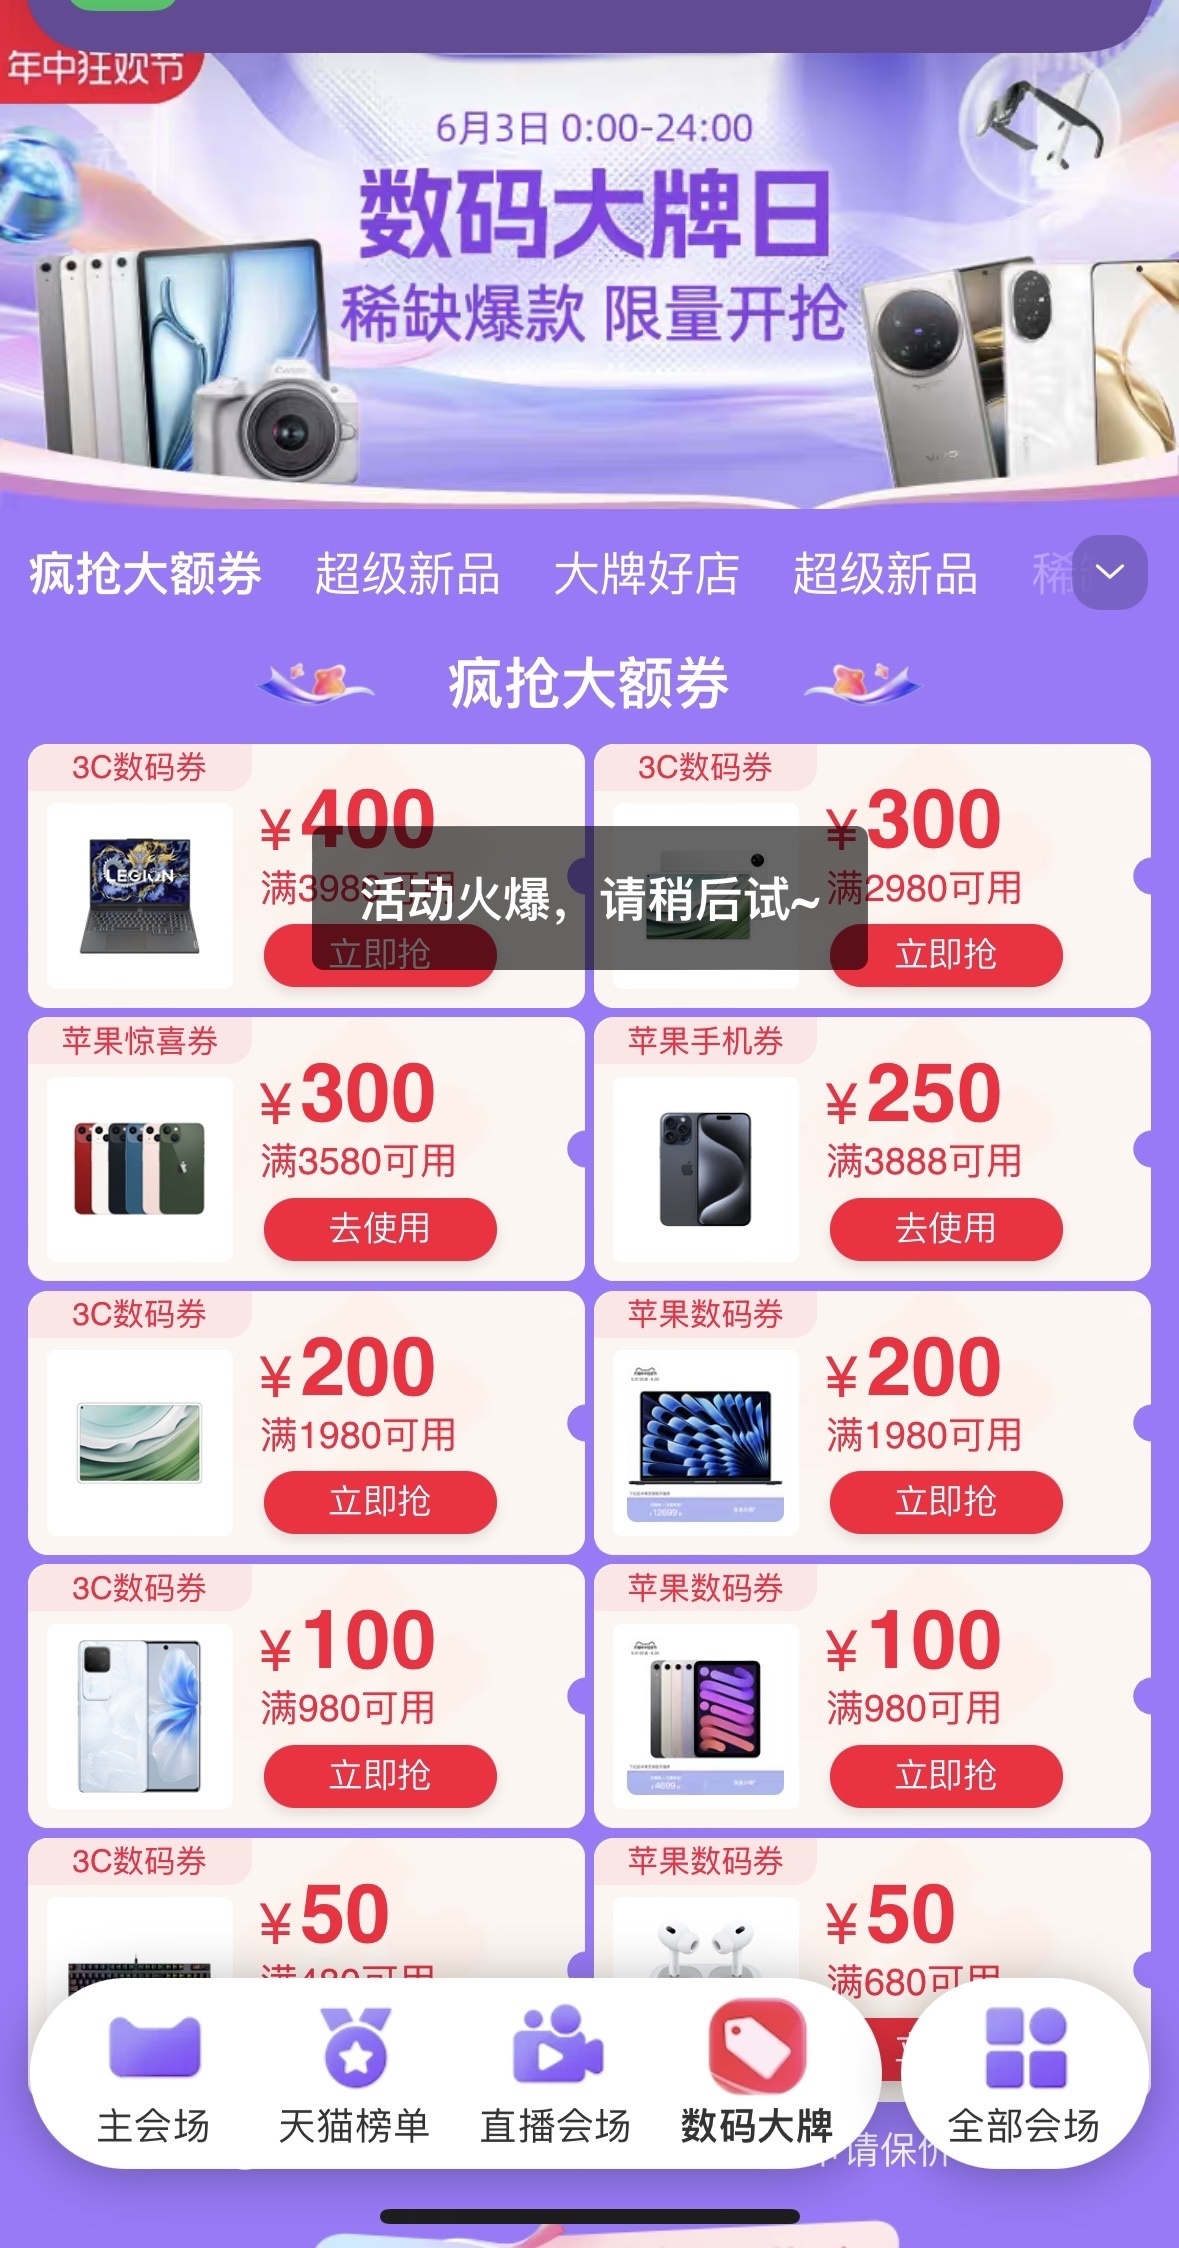 年中狂欢节
6月3日 0:00-24:00
数码大牌日
稀缺爆款 限量开抢
疯抢大额券 超级新品 大牌好店 超级新品 稀
疯抢大额券
3C数码券
LEGION
¥400
满398
立即抢
3C数码券
¥300
满2980可用
立即抢
活动火爆，请稍后试~
苹果惊喜券
¥300
满3580可用
去使用
苹果手机券
¥250
满3888可用
去使用
3C数码券
¥200
满1980可用
立即抢
苹果数码券
¥200
满1980可用
立即抢
3C数码券
¥100
满980可用
立即抢
苹果数码券
¥100
满980可用
立即抢
3C数码券
¥50
满480可用
苹果数码券
¥50
满680可用
主会场 天猫榜单 直播会场 数码大牌 全部会场
请保价